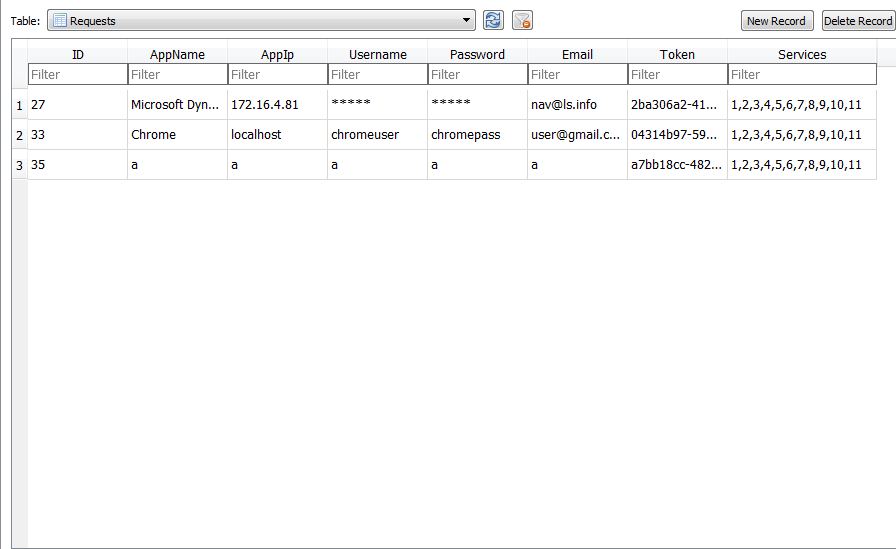 Table: Requests New Record Delete Record
ID AppName AppIp Username Password Email Token Services
Filter Filter Filter Filter Filter Filter Filter Filter
1 27 Microsoft Dyn... 172.16.4.81 ***** ***** nav@ls.info 2ba306a2-41... 1,2,3,4,5,6,7,8,9,10,11
2 33 Chrome localhost chromeuser chromepass user@gmail.c... 04314b97-59... 1,2,3,4,5,6,7,8,9,10,11
3 35 a a a a a a7bb18cc-482... 1,2,3,4,5,6,7,8,9,10,11